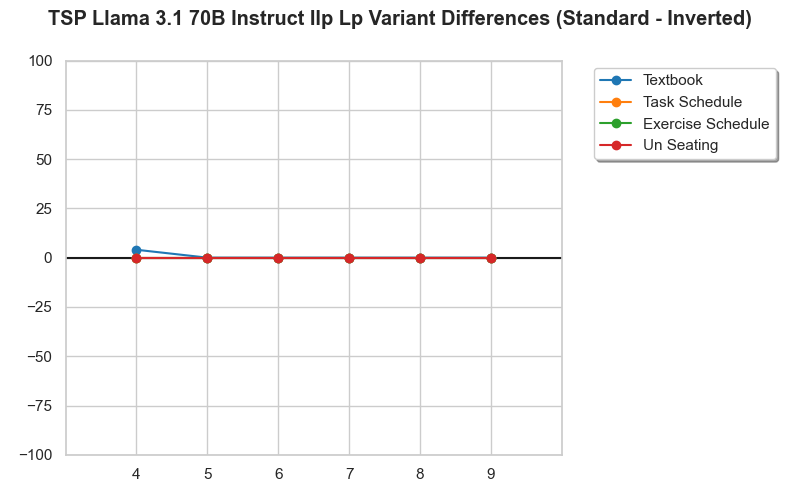 TSP Llama 3.1 70B Instruct Ilp Lp Variant Differences (Standard - Inverted)
100
75
50
25
0
−25
−50
−75
−100
4 5 6 7 8 9
Textbook
Task Schedule
Exercise Schedule
Un Seating